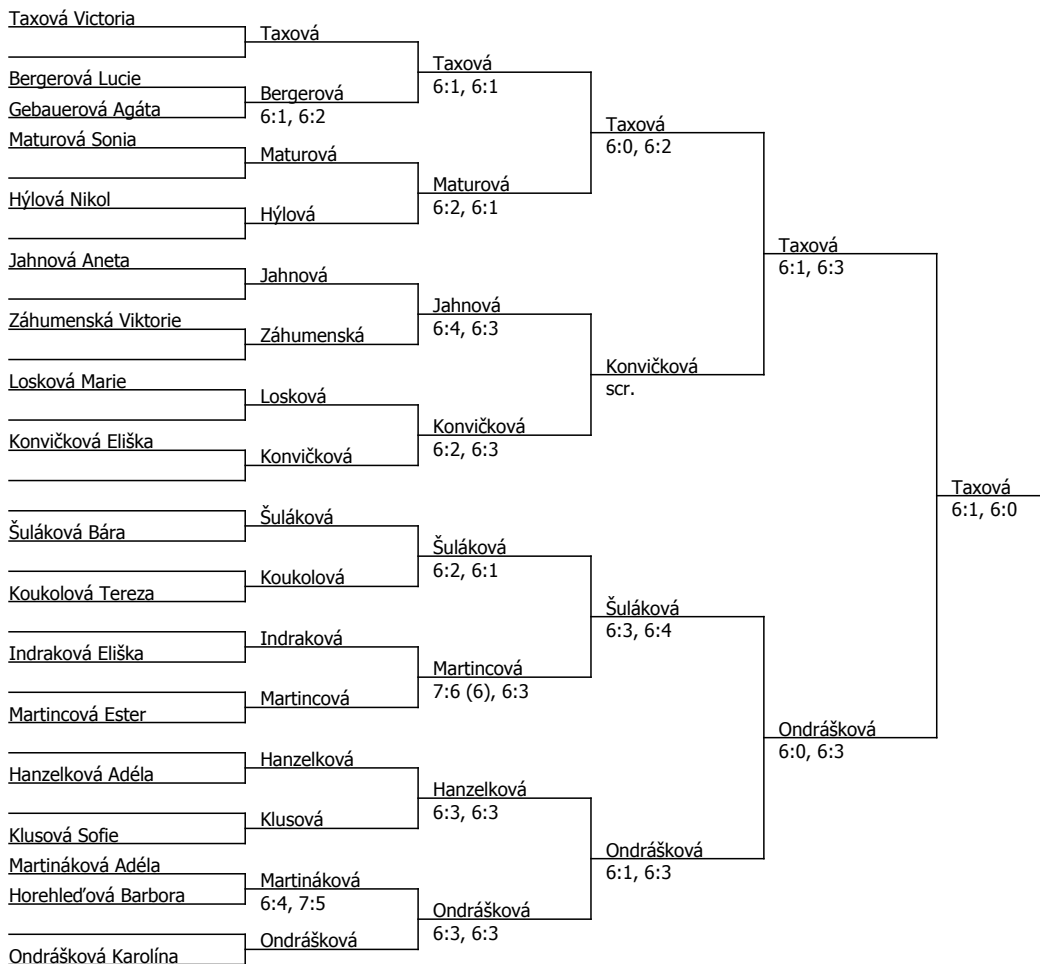 Taxová Victoria
Bergerová Lucie
Gebauerová Agáta
Maturová Sonia
Hýlová Nikol
Jahnová Aneta
Záhumenská Viktorie
Losková Marie
Konvičková Eliška
Šuláková Bára
Koukolová Tereza
Indraková Eliška
Martincová Ester
Hanzelková Adéla
Klusová Sofie
Martináková Adéla
Horehleďová Barbora
Ondrášková Karolína
Taxová
Bergerová
6:1, 6:2
Maturová
Hýlová
Jahnová
Záhumenská
Losková
Konvičková
Šuláková
Koukolová
Indraková
Martincová
Hanzelková
Klusová
Martináková
6:4, 7:5
Ondrášková
Taxová
6:1, 6:1
Maturová
6:2, 6:1
Jahnová
6:4, 6:3
Konvičková
6:2, 6:3
Šuláková
6:2, 6:1
Martincová
7:6 (6), 6:3
Hanzelková
6:3, 6:3
Ondrášková
6:3, 6:3
Taxová
6:0, 6:2
Konvičková
scr.
Šuláková
6:3, 6:4
Ondrášková
6:1, 6:3
Taxová
6:1, 6:3
Ondrášková
6:0, 6:3
Taxová
6:1, 6:0